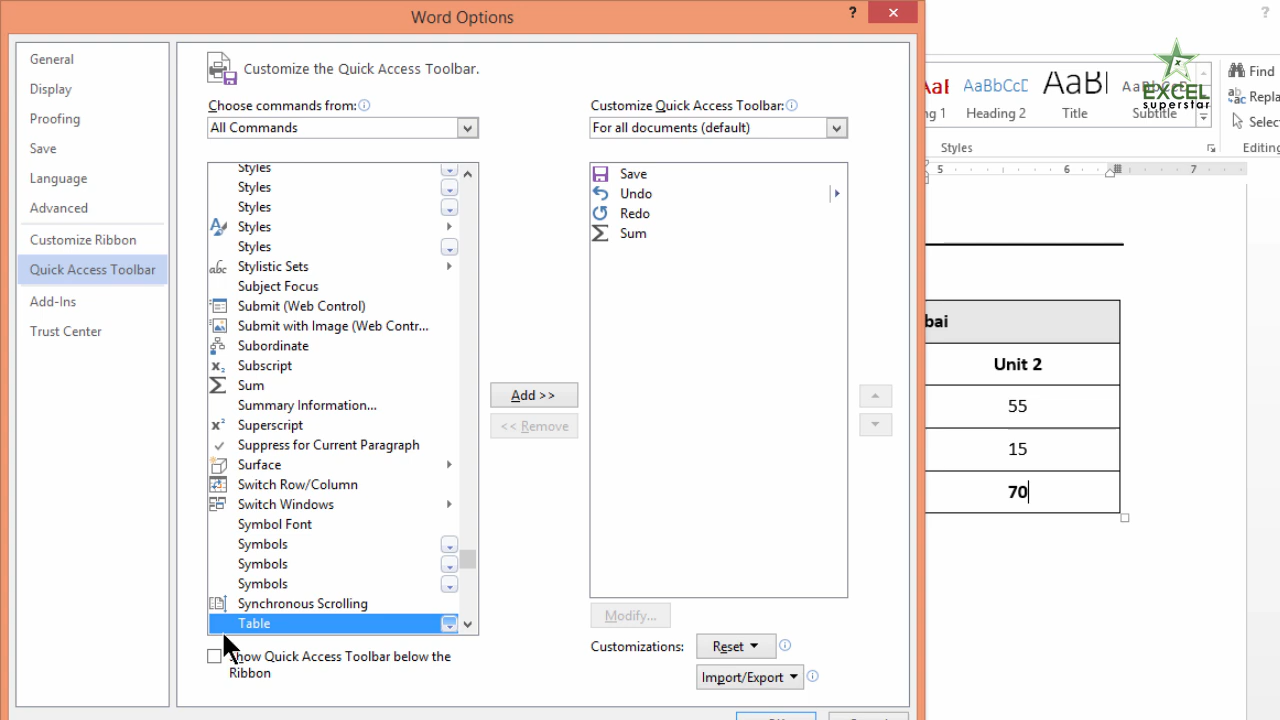 Word Options
?
General
Display
Proofing
Save
Language
Advanced
Customize Ribbon
Quick Access Toolbar
Add-Ins
Trust Center
Customize the Quick Access Toolbar.
Choose commands from:
All Commands
Styles
Styles
Styles
Styles
Styles
Stylistic Sets
Subject Focus
Submit (Web Control)
Submit with Image (Web Contr...
Subordinate
Subscript
Sum
Summary Information...
Superscript
Suppress for Current Paragraph
Surface
Switch Row/Column
Switch Windows
Symbol Font
Symbols
Symbols
Symbols
Synchronous Scrolling
Table
Show Quick Access Toolbar below the
Ribbon
Add >>
<< Remove
Customize Quick Access Toolbar:
For all documents (default)
Save
Undo
Redo
Sum
Modify...
Customizations:
Reset
Import/Export
?
AaBbCcD
AaBl
Heading 2
Title
Subtitle
EXCEL
superstar
Find
Repla
Select
Styles
Editing
5 6 7
bai
Unit 2
55
15
70